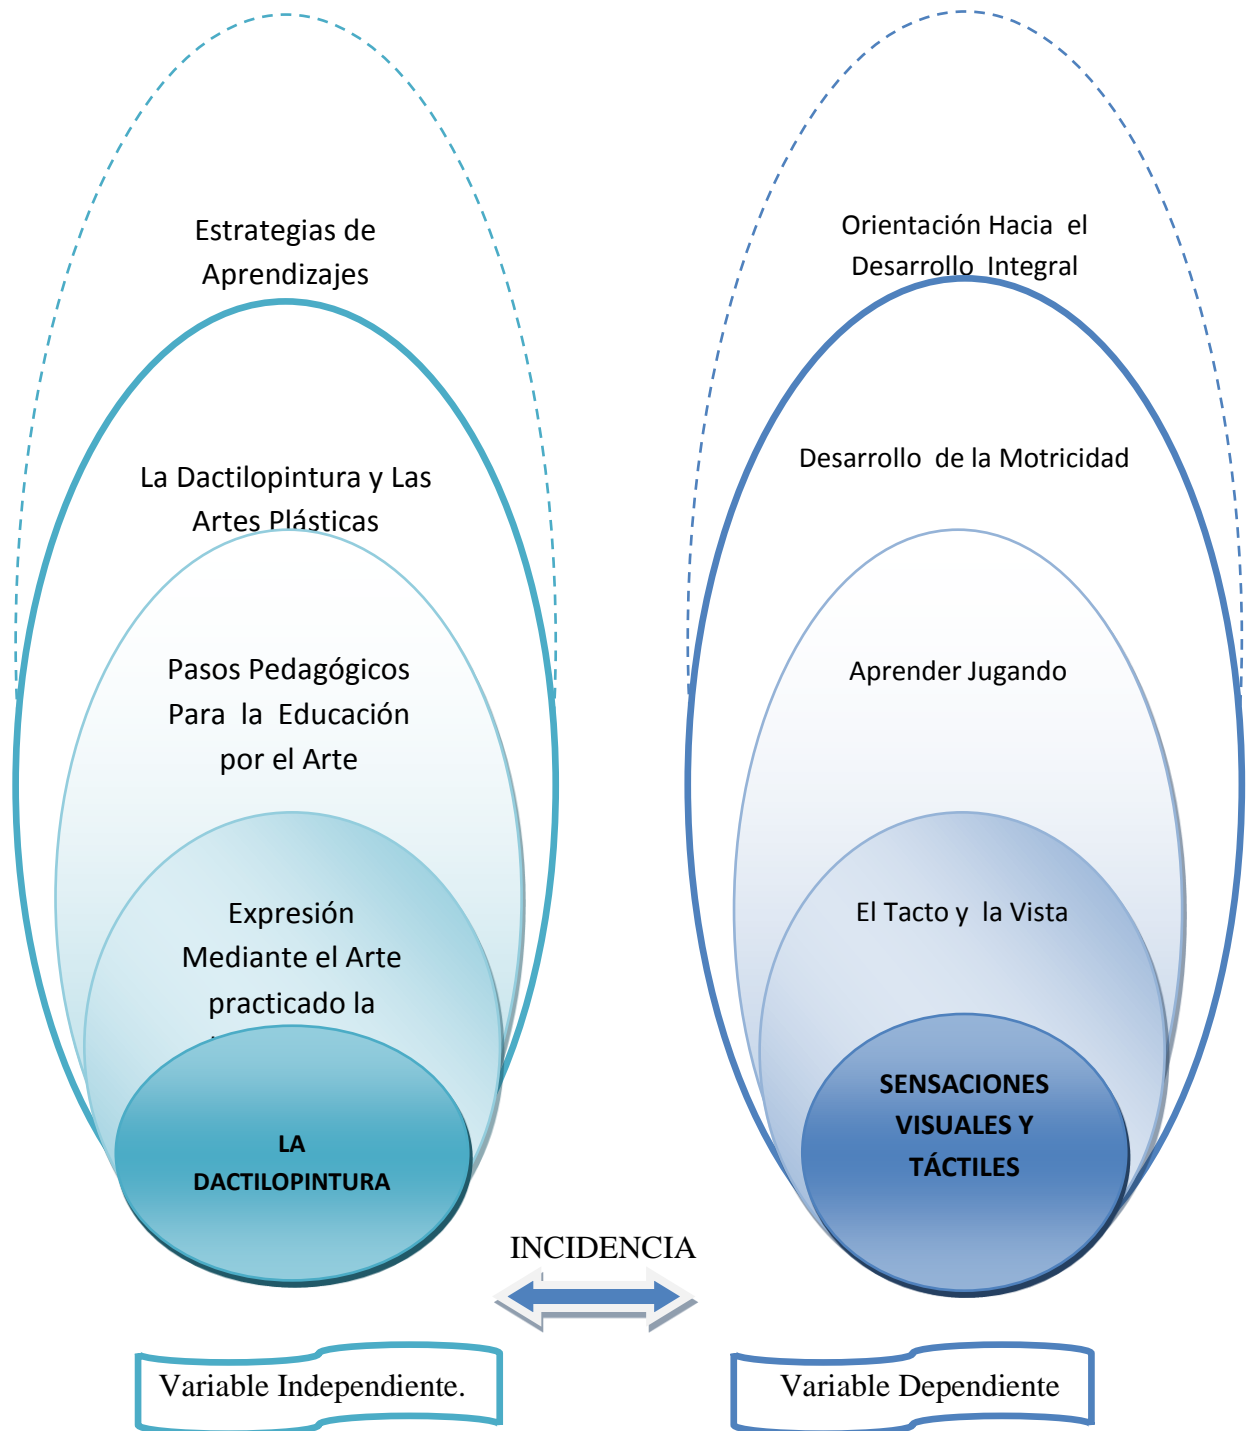 Estrategias de
Aprendizajes
La Dactilopintura y Las
Artes Plásticas
Pasos Pedagógicos
Para la Educación
por el Arte
Expresión
Mediante el Arte
practicado la
LA
DACTILOPINTURA
Orientación Hacia el
Desarrollo Integral
Desarrollo de la Motricidad
Aprender Jugando
El Tacto y la Vista
SENSACIONES
VISUALES Y
TÁCTILES
INCIDENCIA
Variable Independiente.
Variable Dependiente